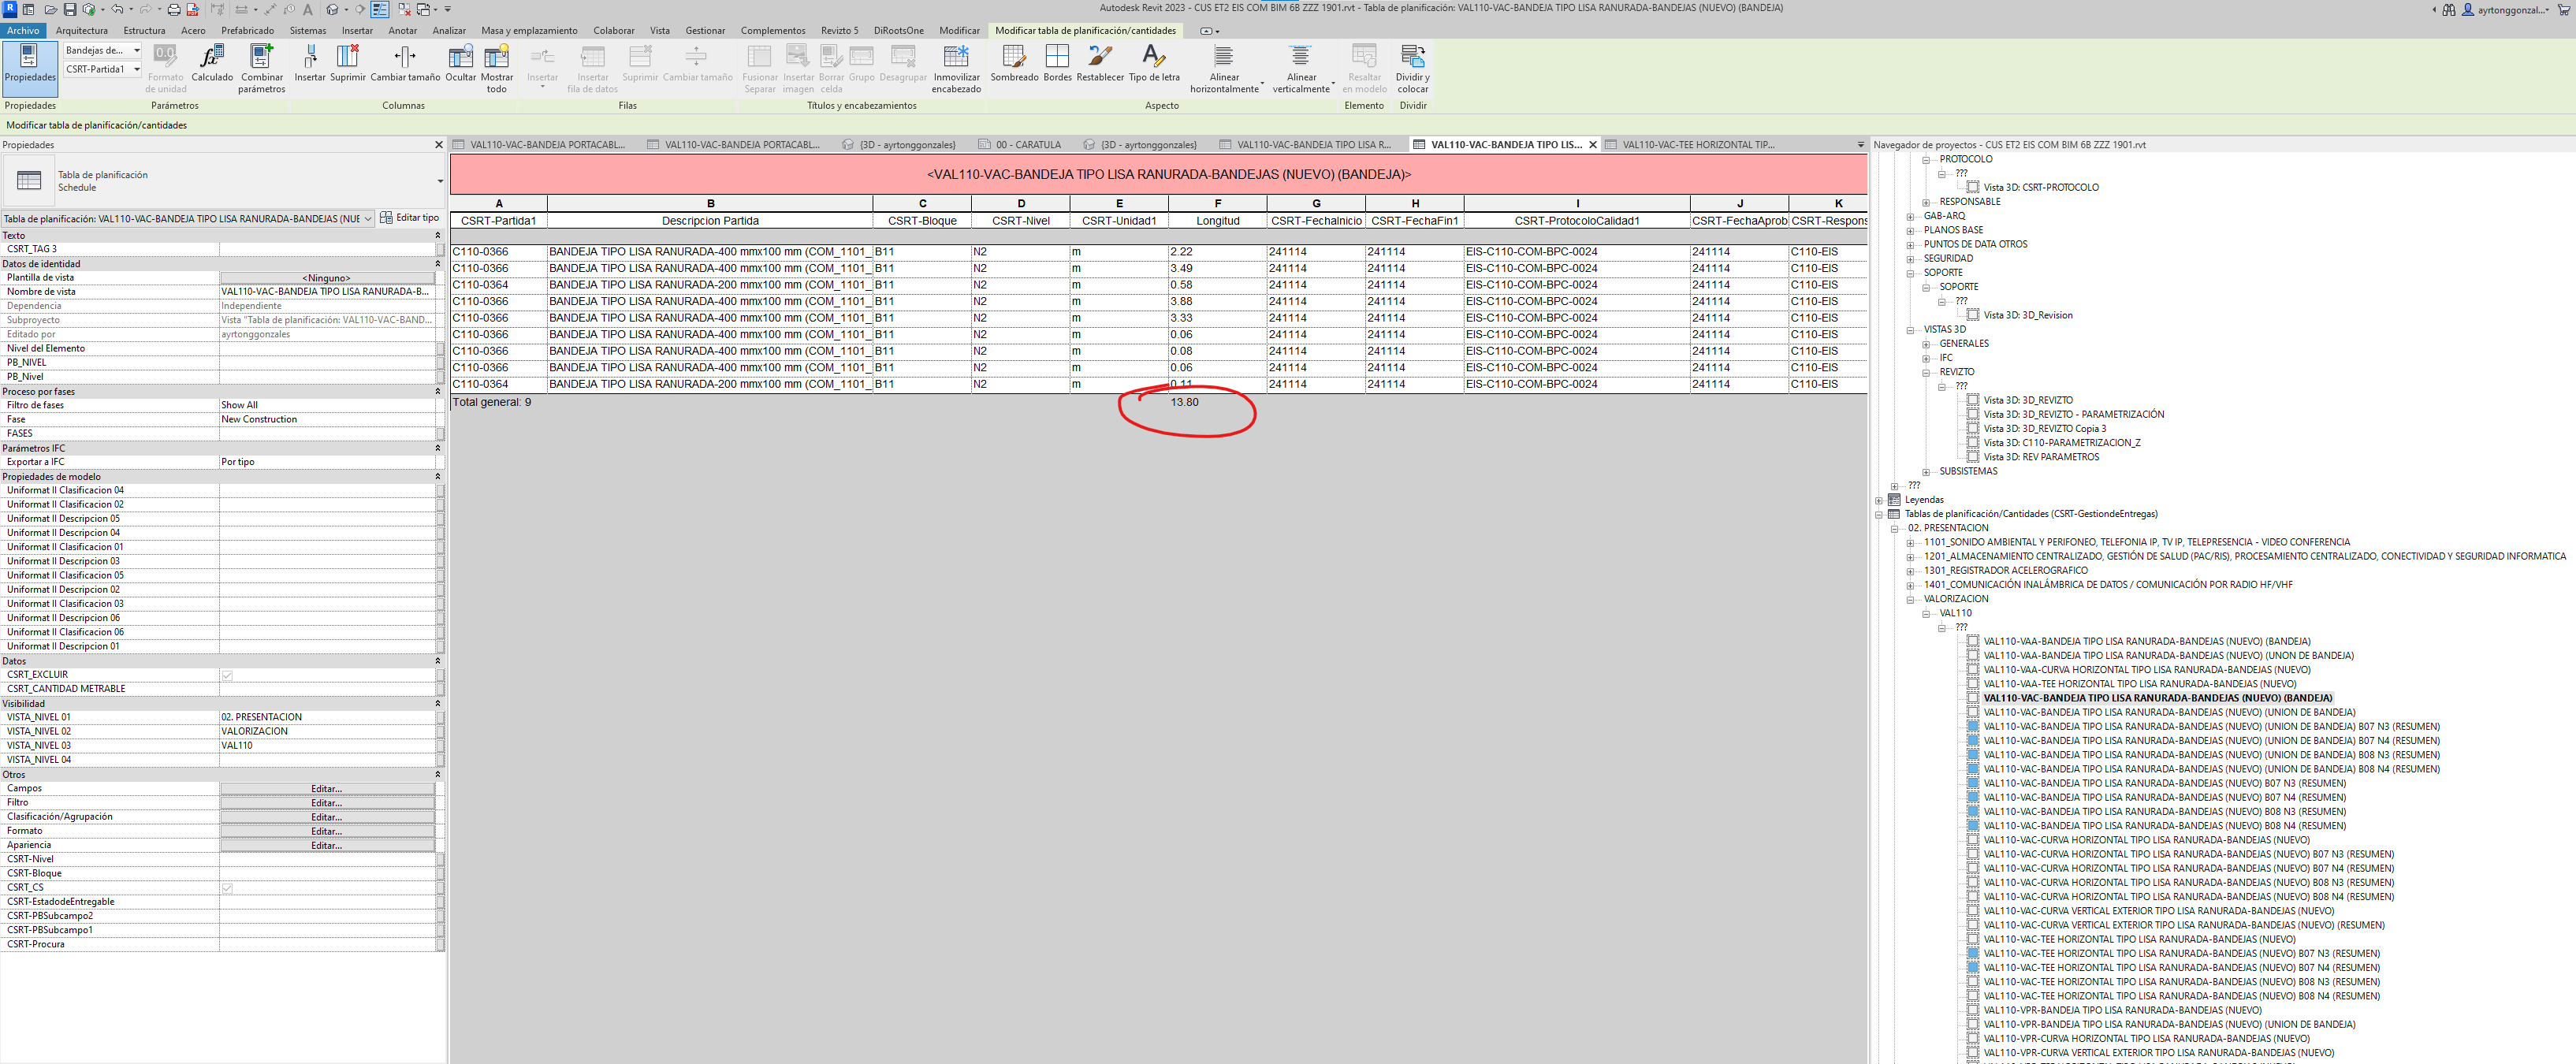 Autodesk Revit 2023 - CUS ET2 EIS COM BIM 6B ZZZ 1901.rvt - Tabla de planificación: VAL110-VAC-BANDEJA TIPO LISA RANURADA-BANDEJAS (NUEVO) (BANDEJA)
ayrtonggonzal...
Archivo Arquitectura Estructura Acero Prefabricado Sistemas Insertar Anotar Analizar Masa y emplazamiento Colaborar Vista Gestionar Complementos Revizto 5 DiRootsOne Modificar Modificar tabla de planificación/cantidades
Propiedades
Bandejas de...
CSRT-Partida1
Formato de unidad
Calculado
Combinar parámetros
Insertar Suprimir Cambiar tamaño Ocultar Mostrar todo
Insertar
Insertar fila de datos
Suprimir Cambiar tamaño
Fusionar Separar
Insertar imagen
Borrar celda
Grupo Desagrupar
Inmovilizar encabezado
Sombreado Bordes Restablecer Tipo de letra
Alinear horizontalmente
Alinear verticalmente
Resaltar en modelo
Dividir y colocar
Propiedades Parámetros Columnas Filas Títulos y encabezamientos Aspecto Elemento Dividir
Modificar tabla de planificación/cantidades
Propiedades
Tabla de planificación
Schedule
Tabla de planificación: VAL110-VAC-BANDEJA TIPO LISA RANURADA-BANDEJAS (NUE
Editar tipo
Texto
CSRT_TAG 3
Datos de identidad
Plantilla de vista <Ninguno>
Nombre de vista VAL110-VAC-BANDEJA TIPO LISA RANURADA-B...
Dependencia Independiente
Subproyecto Vista "Tabla de planificación: VAL110-VAC-BAND...
Editado por ayrtonggonzales
Nivel del Elemento
PB_NIVEL
PB_Nivel
Proceso por fases
Filtro de fases Show All
Fase New Construction
FASES
Parámetros IFC
Exportar a IFC Por tipo
Propiedades de modelo
Uniformat II Clasificacion 04
Uniformat II Clasificacion 02
Uniformat II Descripcion 05
Uniformat II Descripcion 04
Uniformat II Clasificacion 01
Uniformat II Descripcion 03
Uniformat II Clasificacion 05
Uniformat II Descripcion 02
Uniformat II Clasificacion 03
Uniformat II Descripcion 06
Uniformat II Clasificacion 06
Uniformat II Descripcion 01
Datos
CSRT_EXCLUIR
CSRT_CANTIDAD METRABLE
Visibilidad
VISTA_NIVEL 01 02. PRESENTACION
VISTA_NIVEL 02 VALORIZACION
VISTA_NIVEL 03 VAL110
VISTA_NIVEL 04
Otros
Campos Editar...
Filtro Editar...
Clasificación/Agrupación Editar...
Formato Editar...
Apariencia Editar...
CSRT-Nivel
CSRT-Bloque
CSRT_CS
CSRT-EstadodeEntregable
CSRT-PBSubcampo2
CSRT-PBSubcampo1
CSRT-Procura
VAL110-VAC-BANDEJA PORTACABL... VAL110-VAC-BANDEJA PORTACABL... {3D - ayrtonggonzales} 00 - CARATULA {3D - ayrtonggonzales} VAL110-VAC-BANDEJA TIPO LISA R... VAL110-VAC-BANDEJA TIPO LIS... VAL110-VAC-TEE HORIZONTAL TIP...
<VAL110-VAC-BANDEJA TIPO LISA RANURADA-BANDEJAS (NUEVO) (BANDEJA)>
A B C D E F G H I J K
CSRT-Partida1 Descripcion Partida CSRT-Bloque CSRT-Nivel CSRT-Unidad1 Longitud CSRT-FechaInicio CSRT-FechaFin1 CSRT-ProtocoloCalidad1 CSRT-FechaAprob CSRT-Respons
C110-0366 BANDEJA TIPO LISA RANURADA-400 mmx100 mm (COM_1101_ B11 N2 m 2.22 241114 241114 EIS-C110-COM-BPC-0024 241114 C110-EIS
C110-0366 BANDEJA TIPO LISA RANURADA-400 mmx100 mm (COM_1101_ B11 N2 m 3.49 241114 241114 EIS-C110-COM-BPC-0024 241114 C110-EIS
C110-0364 BANDEJA TIPO LISA RANURADA-200 mmx100 mm (COM_1101_ B11 N2 m 0.58 241114 241114 EIS-C110-COM-BPC-0024 241114 C110-EIS
C110-0366 BANDEJA TIPO LISA RANURADA-400 mmx100 mm (COM_1101_ B11 N2 m 3.88 241114 241114 EIS-C110-COM-BPC-0024 241114 C110-EIS
C110-0366 BANDEJA TIPO LISA RANURADA-400 mmx100 mm (COM_1101_ B11 N2 m 3.33 241114 241114 EIS-C110-COM-BPC-0024 241114 C110-EIS
C110-0366 BANDEJA TIPO LISA RANURADA-400 mmx100 mm (COM_1101_ B11 N2 m 0.06 241114 241114 EIS-C110-COM-BPC-0024 241114 C110-EIS
C110-0366 BANDEJA TIPO LISA RANURADA-400 mmx100 mm (COM_1101_ B11 N2 m 0.08 241114 241114 EIS-C110-COM-BPC-0024 241114 C110-EIS
C110-0366 BANDEJA TIPO LISA RANURADA-400 mmx100 mm (COM_1101_ B11 N2 m 0.06 241114 241114 EIS-C110-COM-BPC-0024 241114 C110-EIS
C110-0364 BANDEJA TIPO LISA RANURADA-200 mmx100 mm (COM_1101_ B11 N2 m 0.11 241114 241114 EIS-C110-COM-BPC-0024 241114 C110-EIS
Total general: 9 13.80
Navegador de proyectos - CUS ET2 EIS COM BIM 6B ZZZ 1901.rvt
PROTOCOLO
???
Vista 3D: CSRT-PROTOCOLO
RESPONSABLE
GAB-ARQ
PLANOS BASE
PUNTOS DE DATA OTROS
SEGURIDAD
SOPORTE
SOPORTE
???
Vista 3D: 3D_Revision
VISTAS 3D
GENERALES
IFC
REVIZTO
???
Vista 3D: 3D_REVIZTO
Vista 3D: 3D_REVIZTO - PARAMETRIZACIÓN
Vista 3D: 3D_REVIZTO Copia 3
Vista 3D: C110-PARAMETRIZACION_Z
Vista 3D: REV PARAMETROS
SUBSISTEMAS
???
Leyendas
Tablas de planificación/Cantidades (CSRT-GestiondeEntregas)
02. PRESENTACION
1101_SONIDO AMBIENTAL Y PERIFONEO, TELEFONIA IP, TV IP, TELEPRESENCIA - VIDEO CONFERENCIA
1201_ALMACENAMIENTO CENTRALIZADO, GESTIÓN DE SALUD (PAC/RIS), PROCESAMIENTO CENTRALIZADO, CONECTIVIDAD Y SEGURIDAD INFORMATICA
1301_REGISTRADOR ACELEROGRAFICO
1401_COMUNICACIÓN INALÁMBRICA DE DATOS / COMUNICACIÓN POR RADIO HF/VHF
VALORIZACION
VAL110
???
VAL110-VAA-BANDEJA TIPO LISA RANURADA-BANDEJAS (NUEVO) (BANDEJA)
VAL110-VAA-BANDEJA TIPO LISA RANURADA-BANDEJAS (NUEVO) (UNON DE BANDEJA)
VAL110-VAA-CURVA HORIZONTAL TIPO LISA RANURADA-BANDEJAS (NUEVO)
VAL110-VAA-TEE HORIZONTAL TIPO LISA RANURADA-BANDEJAS (NUEVO)
VAL110-VAC-BANDEJA TIPO LISA RANURADA-BANDEJAS (NUEVO) (BANDEJA)
VAL110-VAC-BANDEJA TIPO LISA RANURADA-BANDEJAS (NUEVO) (UNION DE BANDEJA)
VAL110-VAC-BANDEJA TIPO LISA RANURADA-BANDEJAS (NUEVO) (UNION DE BANDEJA) B07 N3 (RESUMEN)
VAL110-VAC-BANDEJA TIPO LISA RANURADA-BANDEJAS (NUEVO) (UNION DE BANDEJA) B07 N4 (RESUMEN)
VAL110-VAC-BANDEJA TIPO LISA RANURADA-BANDEJAS (NUEVO) (UNION DE BANDEJA) B08 N3 (RESUMEN)
VAL110-VAC-BANDEJA TIPO LISA RANURADA-BANDEJAS (NUEVO) (UNION DE BANDEJA) B08 N4 (RESUMEN)
VAL110-VAC-BANDEJA TIPO LISA RANURADA-BANDEJAS (NUEVO) B07 N3 (RESUMEN)
VAL110-VAC-BANDEJA TIPO LISA RANURADA-BANDEJAS (NUEVO) B07 N4 (RESUMEN)
VAL110-VAC-BANDEJA TIPO LISA RANURADA-BANDEJAS (NUEVO) B08 N3 (RESUMEN)
VAL110-VAC-BANDEJA TIPO LISA RANURADA-BANDEJAS (NUEVO) B08 N4 (RESUMEN)
VAL110-VAC-CURVA HORIZONTAL TIPO LISA RANURADA-BANDEJAS (NUEVO)
VAL110-VAC-CURVA HORIZONTAL TIPO LISA RANURADA-BANDEJAS (NUEVO) B07 N3 (RESUMEN)
VAL110-VAC-CURVA HORIZONTAL TIPO LISA RANURADA-BANDEJAS (NUEVO) B07 N4 (RESUMEN)
VAL110-VAC-CURVA HORIZONTAL TIPO LISA RANURADA-BANDEJAS (NUEVO) B08 N3 (RESUMEN)
VAL110-VAC-CURVA HORIZONTAL TIPO LISA RANURADA-BANDEJAS (NUEVO) B08 N4 (RESUMEN)
VAL110-VAC-CURVA VERTICAL EXTERIOR TIPO LISA RANURADA-BANDEJAS (NUEVO)
VAL110-VAC-CURVA VERTICAL EXTERIOR TIPO LISA RANURADA-BANDEJAS (NUEVO) (RESUMEN)
VAL110-VAC-TEE HORIZONTAL TIPO LISA RANURADA-BANDEJAS (NUEVO)
VAL110-VAC-TEE HORIZONTAL TIPO LISA RANURADA-BANDEJAS (NUEVO) B07 N3 (RESUMEN)
VAL110-VAC-TEE HORIZONTAL TIPO LISA RANURADA-BANDEJAS (NUEVO) B07 N4 (RESUMEN)
VAL110-VAC-TEE HORIZONTAL TIPO LISA RANURADA-BANDEJAS (NUEVO) B08 N3 (RESUMEN)
VAL110-VAC-TEE HORIZONTAL TIPO LISA RANURADA-BANDEJAS (NUEVO) B08 N4 (RESUMEN)
VAL110-VPR-BANDEJA TIPO LISA RANURADA-BANDEJAS (NUEVO)
VAL110-VPR-BANDEJA TIPO LISA RANURADA-BANDEJAS (NUEVO) (UNION DE BANDEJA)
VAL110-VPR-CURVA HORIZONTAL TIPO LISA RANURADA-BANDEJAS (NUEVO)
VAL110-VPR-CURVA VERTICAL EXTERIOR TIPO LISA RANURADA-BANDEJAS (NUEVO)